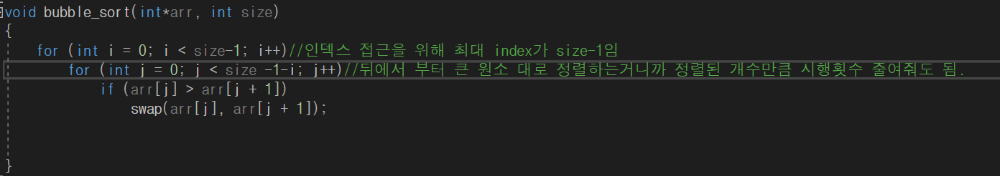 void bubble_sort(int*arr, int size)
{
for (int i = 0; i < size-1; i++)//인덱스 접근을 위해 최대 index가 size-1임
for (int j = 0; j < size -1-i; j++)//뒤에서 부터 큰 원소 대로 정렬하는거니까 정렬된 개수만큼 시행횟수 줄여줘도 됨.
if (arr[j] > arr[j + 1])
swap(arr[j], arr[j + 1]);
}